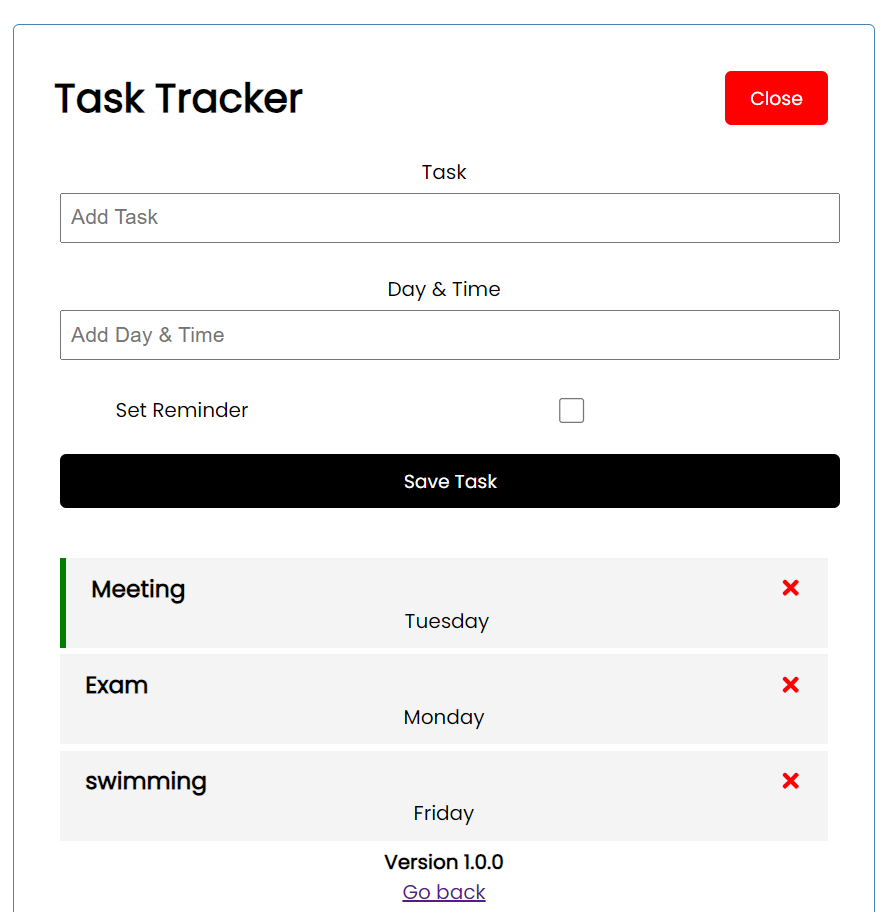 Task Tracker
Close
Task
Add Task
Day & Time
Add Day & Time
Set Reminder
Save Task
Meeting
Tuesday
Exam
Monday
swimming
Friday
Version 1.0.0
Go back